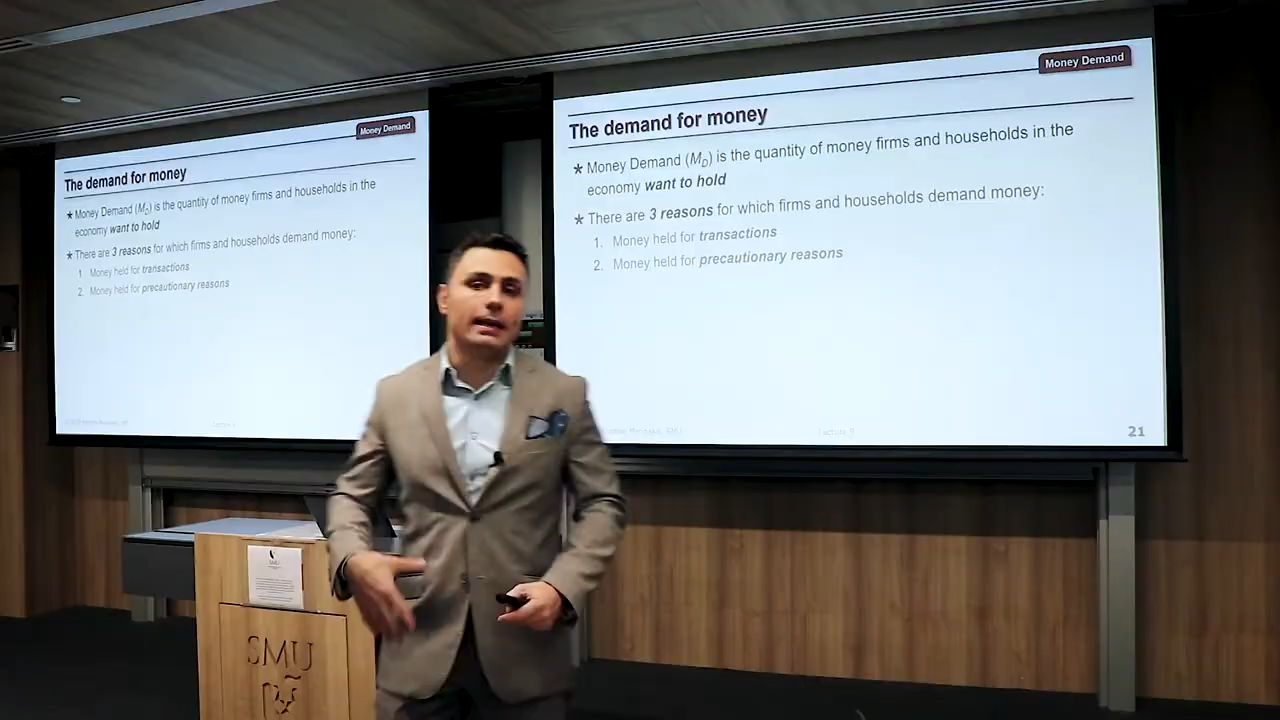 Money Demand
The demand for money
★ Money Demand (MD) is the quantity of money firms and households in the
economy want to hold
★ There are 3 reasons for which firms and households demand money:
1. Money held for transactions
2. Money held for precautionary reasons
Money Demand
The demand for money
★ Money Demand (MD) is the quantity of money firms and households in the
economy want to hold
★ There are 3 reasons for which firms and households demand money:
1. Money held for transactions
2. Money held for precautionary reasons
21
SMU
SMU